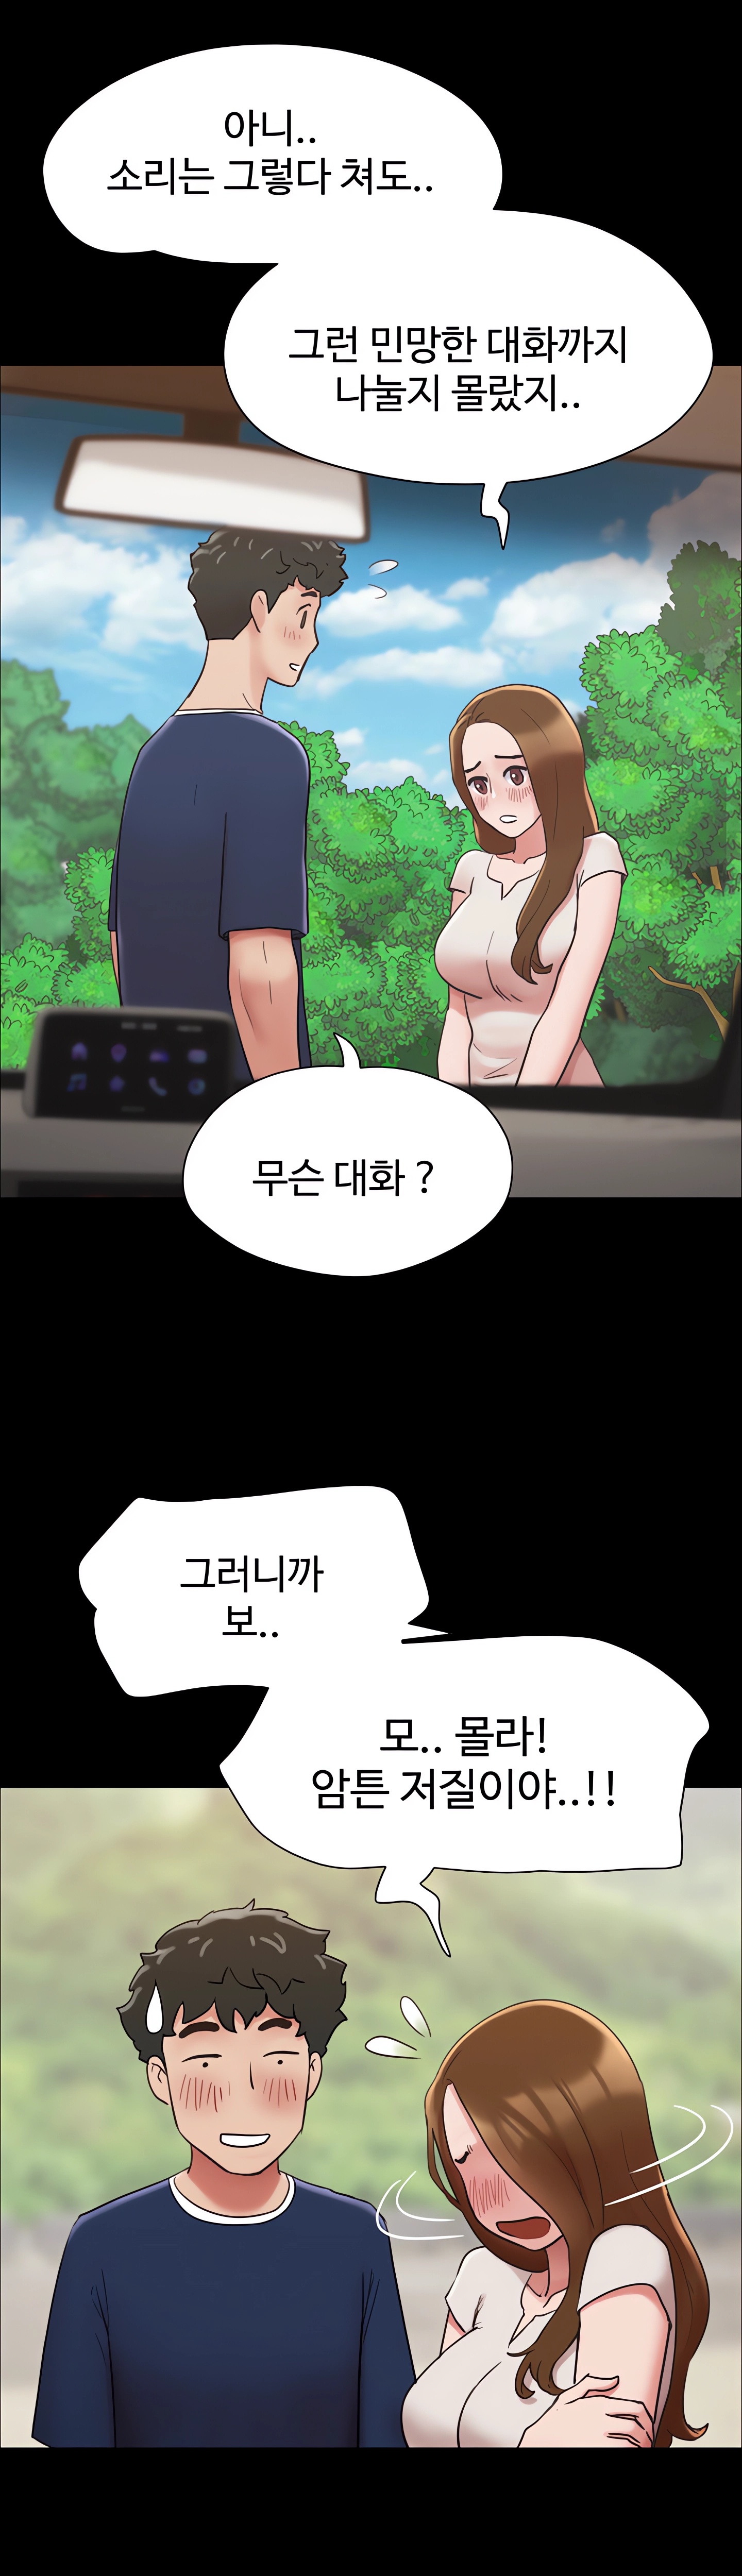 아니..
소리는 그렇다 쳐도..
그런 민망한 대화까지
나눌지 몰랐지..
무슨 대화 ?
그러니까
보..
모.. 몰라!
암튼 저질이야..!!